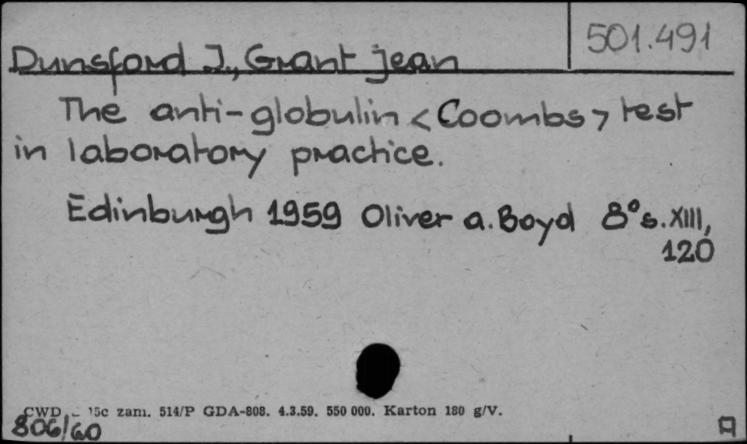 501.491
Dunsford J., Grant Jean
The anti-globulin <Coombs> test
in laboratory practice.
Edinburgh 1959 Oliver a. Boyd 8° s. XIII,
120
CWD 15c zam. 514/P GDA-808. 4.3.59. 550 000. Karton 180 g/V.
806/60